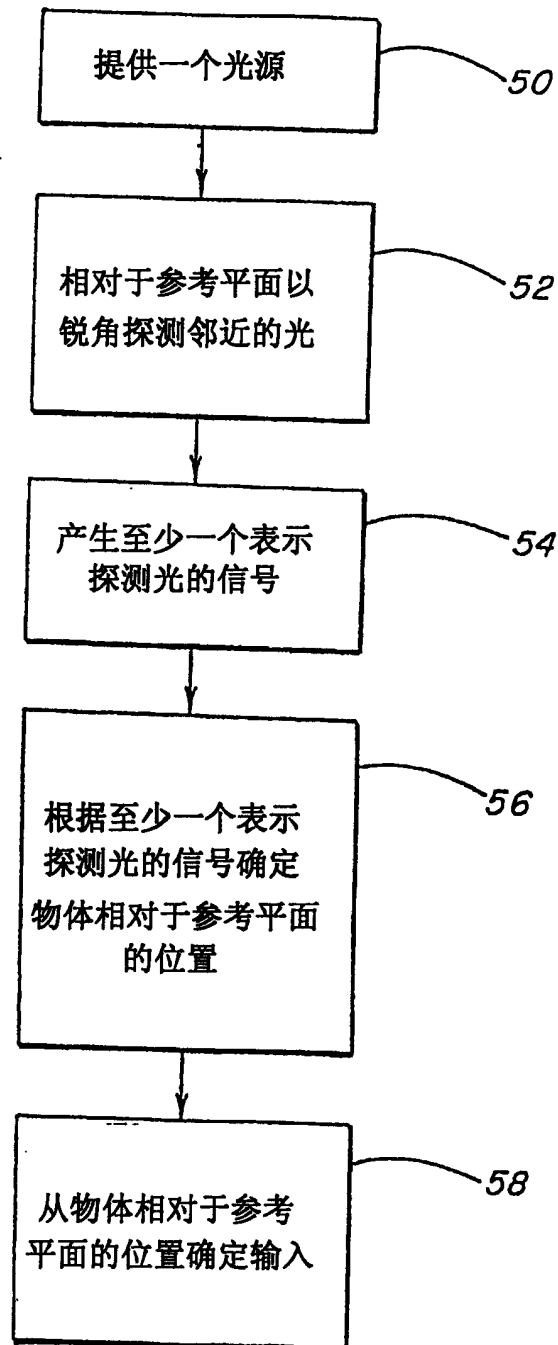 提供一个光源
50
相对于参考平面以
锐角探测邻近的光
52
产生至少一个表示
探测光的信号
54
根据至少一个表示
探测光的信号确定
物体相对于参考平面
的位置
56
从物体相对于参考
平面的位置确定输入
58